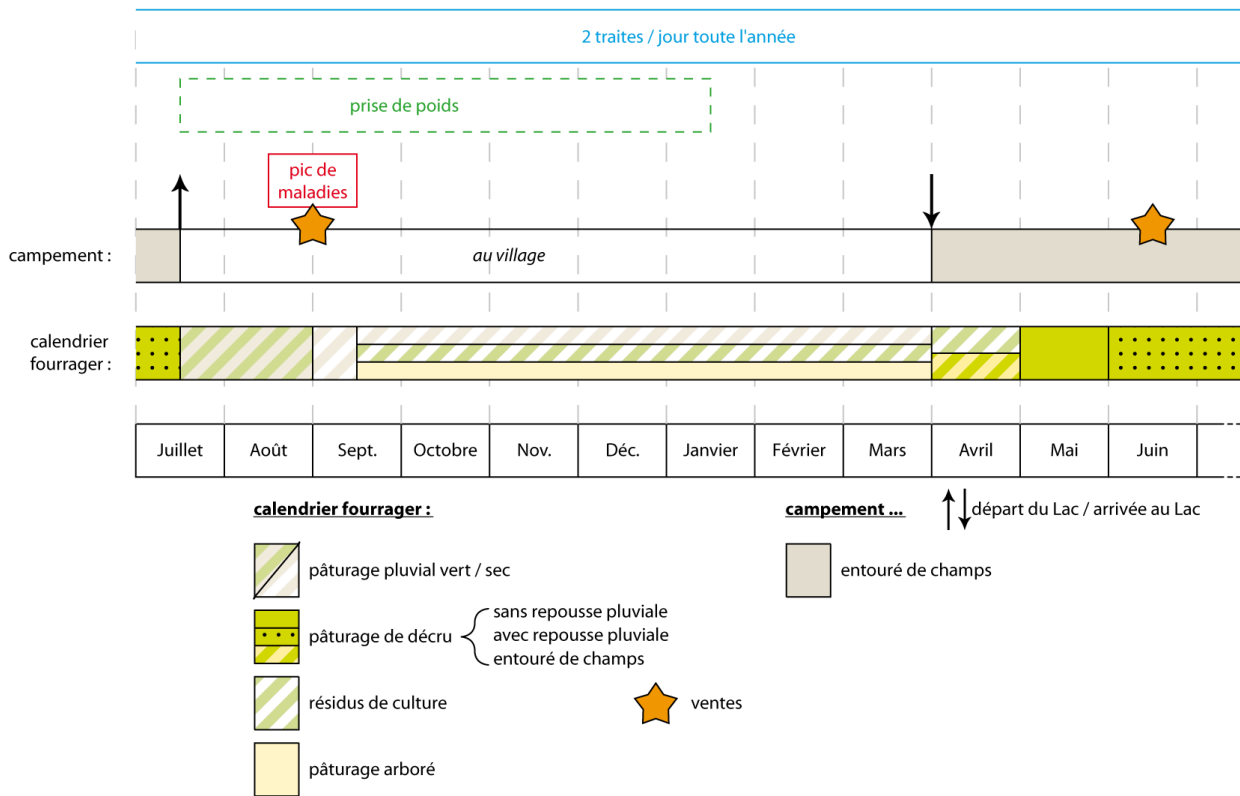 2 traites / jour toute l'année
prise de poids
pic de
maladies
campement :
au village
calendrier
fourrager :
Juillet Août Sept. Octobre Nov. Déc. Janvier Février Mars Avril Mai Juin
calendrier fourrager :
campement ...
départ du Lac / arrivée au Lac
pâturage pluvial vert / sec
entouré de champs
pâturage de décru
sans repousse pluviale
avec repousse pluviale
entouré de champs
résidus de culture
ventes
pâturage arboré